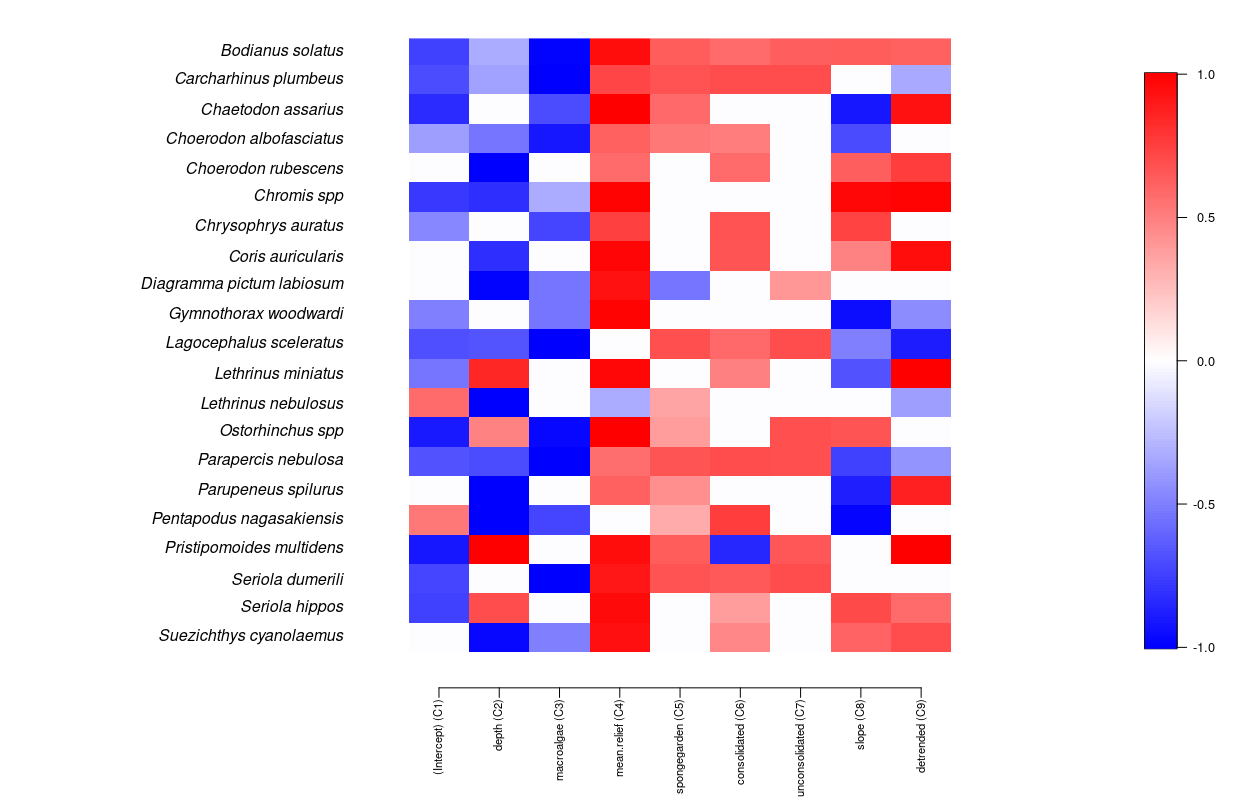 Bodianus solatus
Carcharhinus plumbeus
Chaetodon assarius
Choerodon albofasciatus
Choerodon rubescens
Chromis spp
Chrysophrys auratus
Coris auricularis
Diagramma pictum labiosum
Gymnothorax woodwardi
Lagocephalus sceleratus
Lethrinus miniatus
Lethrinus nebulosus
Ostorhinchus spp
Parapercis nebulosa
Parupeneus spilurus
Pentapodus nagasakiensis
Pristipomoides multidens
Seriola dumerili
Seriola hippos
Suezichthys cyanolaemus
(Intercept) (C1)
depth (C2)
macroalgae (C3)
mean.relief (C4)
spongegarden (C5)
consolidated (C6)
unconsolidated (C7)
slope (C8)
detrended (C9)
1.0
0.5
0.0
-0.5
-1.0